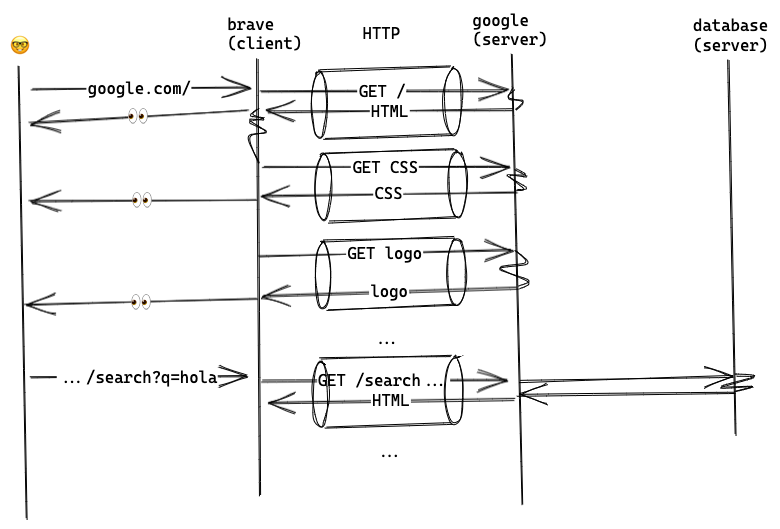 brave
(client)
HTTP
google
(server)
database
(server)
google.com/
GET /
HTML
GET CSS
CSS
GET logo
logo
...
.../search?q=hola
GET /search ...
HTML
...